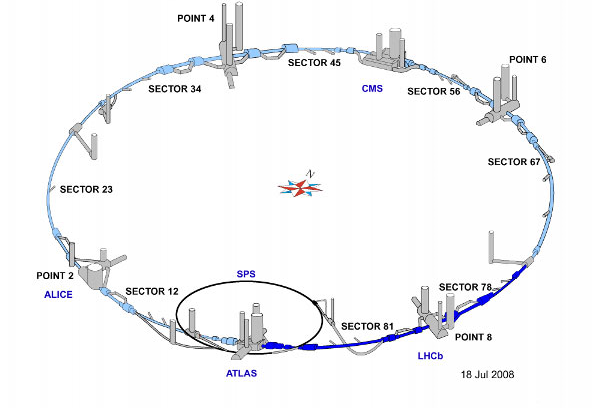 POINT 4
SECTOR 45
SECTOR 34
CMS
SECTOR 56
POINT 6
SECTOR 67
N
SECTOR 23
POINT 2
ALICE
SECTOR 12
SPS
SECTOR 78
SECTOR 81
POINT 8
LHCb
ATLAS
18 Jul 2008